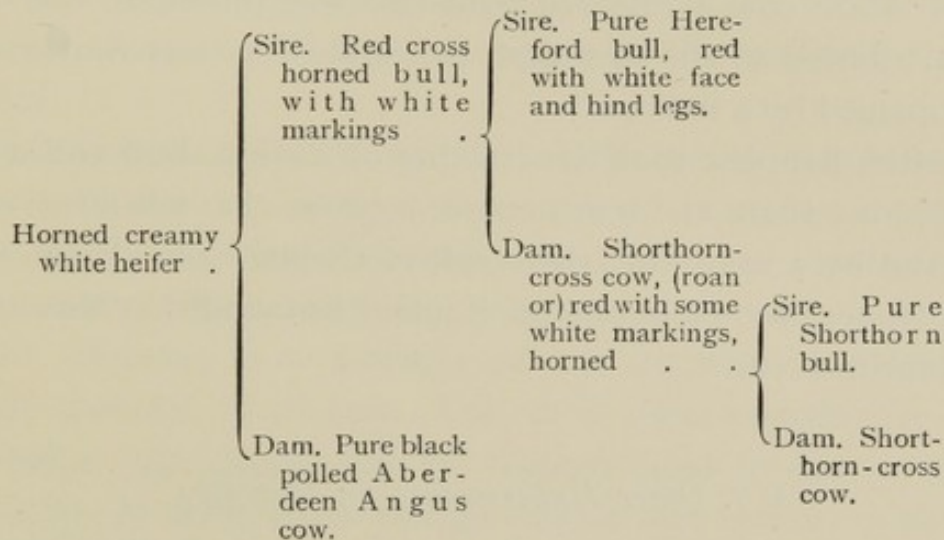 Horned creamy
white heifer .
Sire. Red cross
horned bull,
with white
markings .
Sire. Pure Here-
ford bull, red
with white face
and hind legs.
Dam. Shorthorn-
cross cow, (roan
or) red with some
white markings,
horned . .
Sire. Pure
Shorthorn
bull.
Dam. Short-
horn-cross
cow.
Dam. Pure black
polled Aber-
deen Angus
cow.